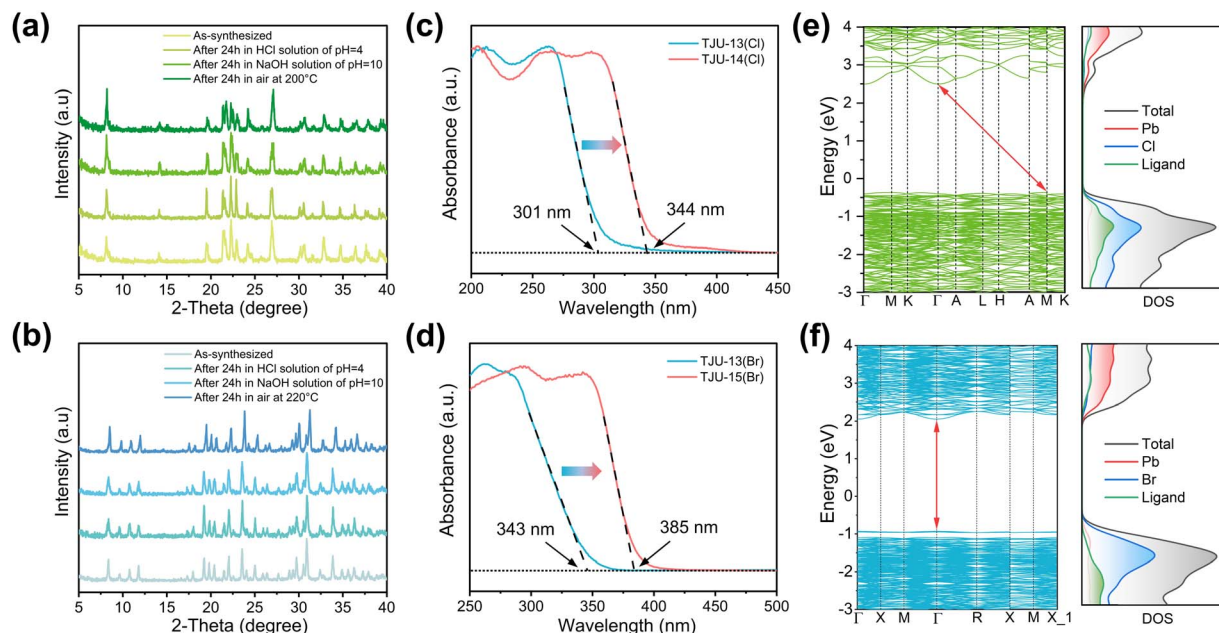 (a)
As-synthesized
After 24h in HCl solution of pH=4
After 24h in NaOH solution of pH=10
After 24h in air at 200°C
Intensity (a.u)
5 10 15 20 25 30 35 40
2-Theta (degree)
(c)
TJU-13(Cl)
TJU-14(Cl)
301 nm
344 nm
Absorbance (a.u.)
200 250 300 350 400 450
Wavelength (nm)
(e)
4
3
2
1
0
-1
-2
-3
Energy (eV)
Γ M K Γ A L H A M K
Total
Pb
Cl
Ligand
DOS
(b)
As-synthesized
After 24h in HCl solution of pH=4
After 24h in NaOH solution of pH=10
After 24h in air at 220°C
Intensity (a.u)
5 10 15 20 25 30 35 40
2-Theta (degree)
(d)
TJU-13(Br)
TJU-15(Br)
343 nm
385 nm
Absorbance (a.u.)
250 300 350 400 450 500
Wavelength (nm)
(f)
4
3
2
1
0
-1
-2
-3
Energy (eV)
Γ X M Γ R X M X_1
Total
Pb
Br
Ligand
DOS